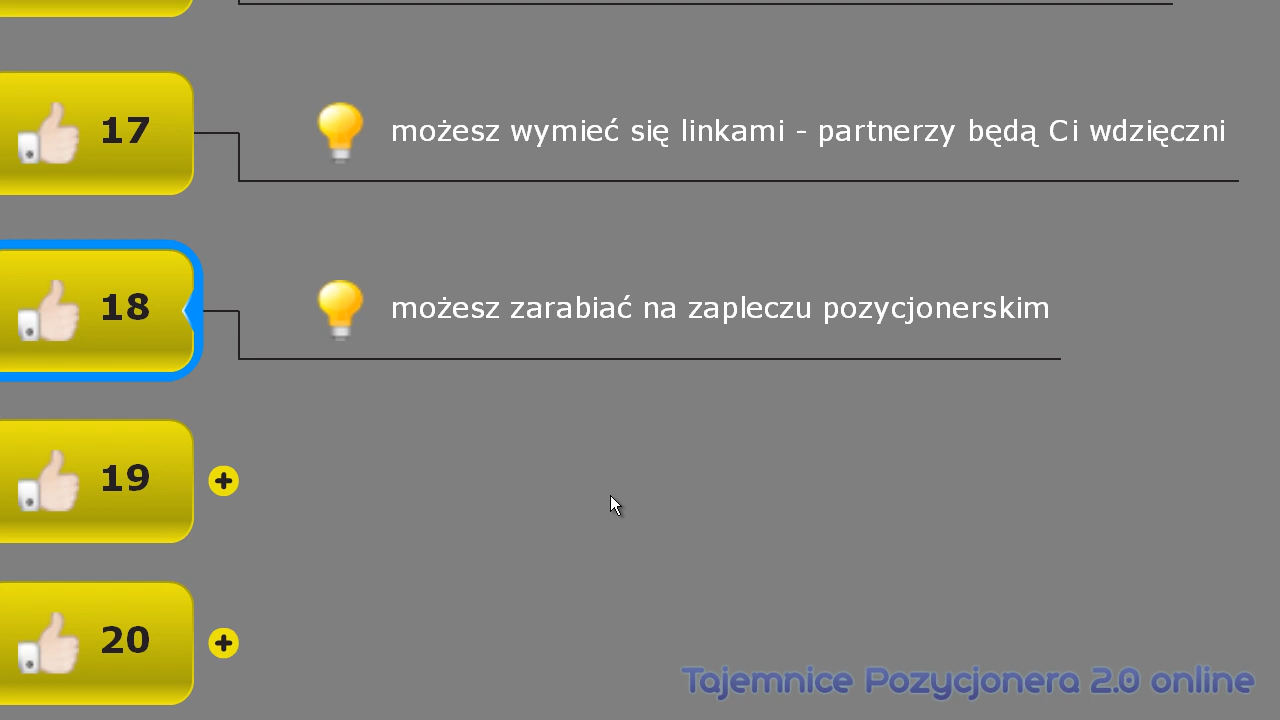 17
możesz wymieć się linkami - partnerzy będą Ci wdzięczni
18
możesz zarabiać na zapleczu pozycjonerskim
19
20
Tajemnice Pozycjonera 2.0 online